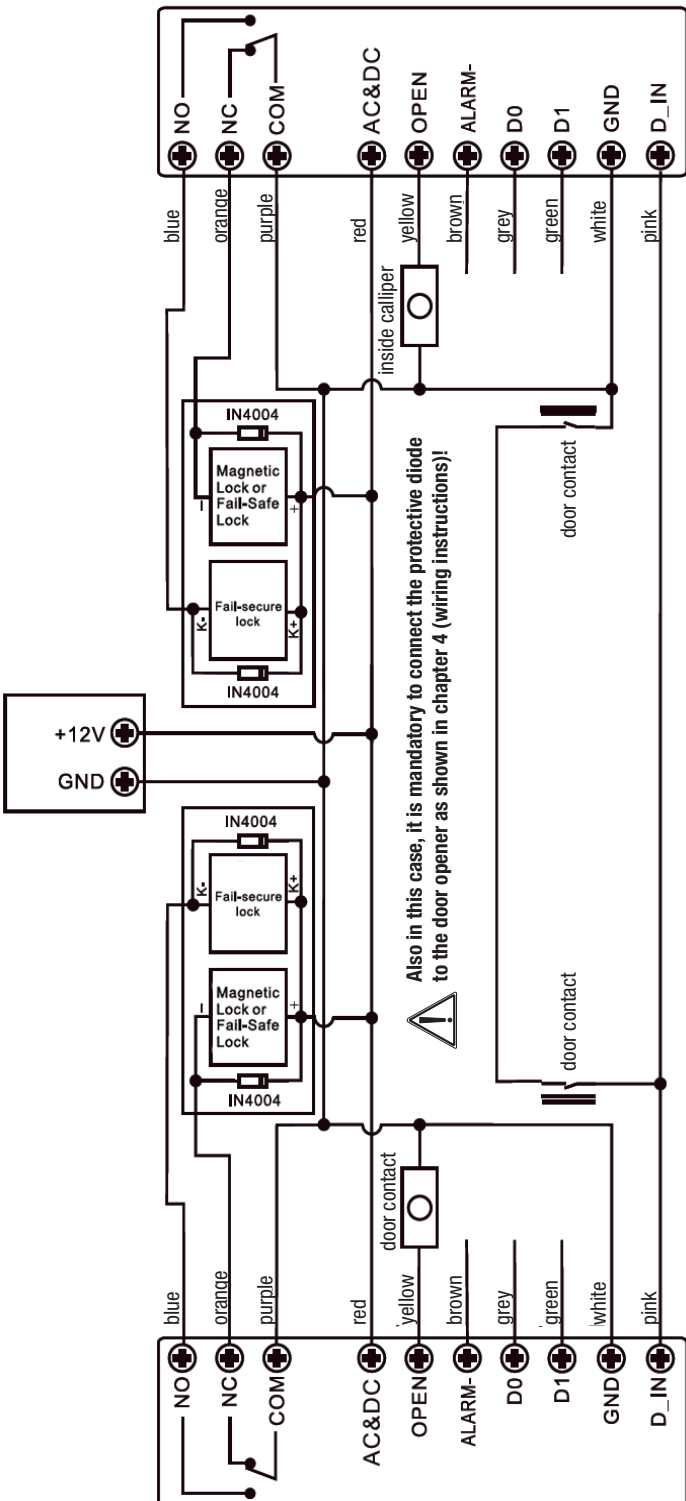 NO
NC
COM
AC&DC
OPEN
ALARM-
D0
D1
GND
D_IN
blue
orange
purple
red
yellow
brown
grey
green
white
pink
inside calliper
IN4004
Magnetic
Lock or
Fail-Safe
Lock
–
+
Fail-secure
lock
K-
K+
IN4004
door contact
Also in this case, it is mandatory to connect the protective diode
to the door opener as shown in chapter 4 (wiring instructions)!
+12V
GND
IN4004
K-
K+
Fail-secure
lock
–
+
Magnetic
Lock or
Fail-Safe
Lock
IN4004
door contact
door contact
blue
orange
purple
red
yellow
brown
grey
green
white
pink
NO
NC
COM
AC&DC
OPEN
ALARM-
D0
D1
GND
D_IN